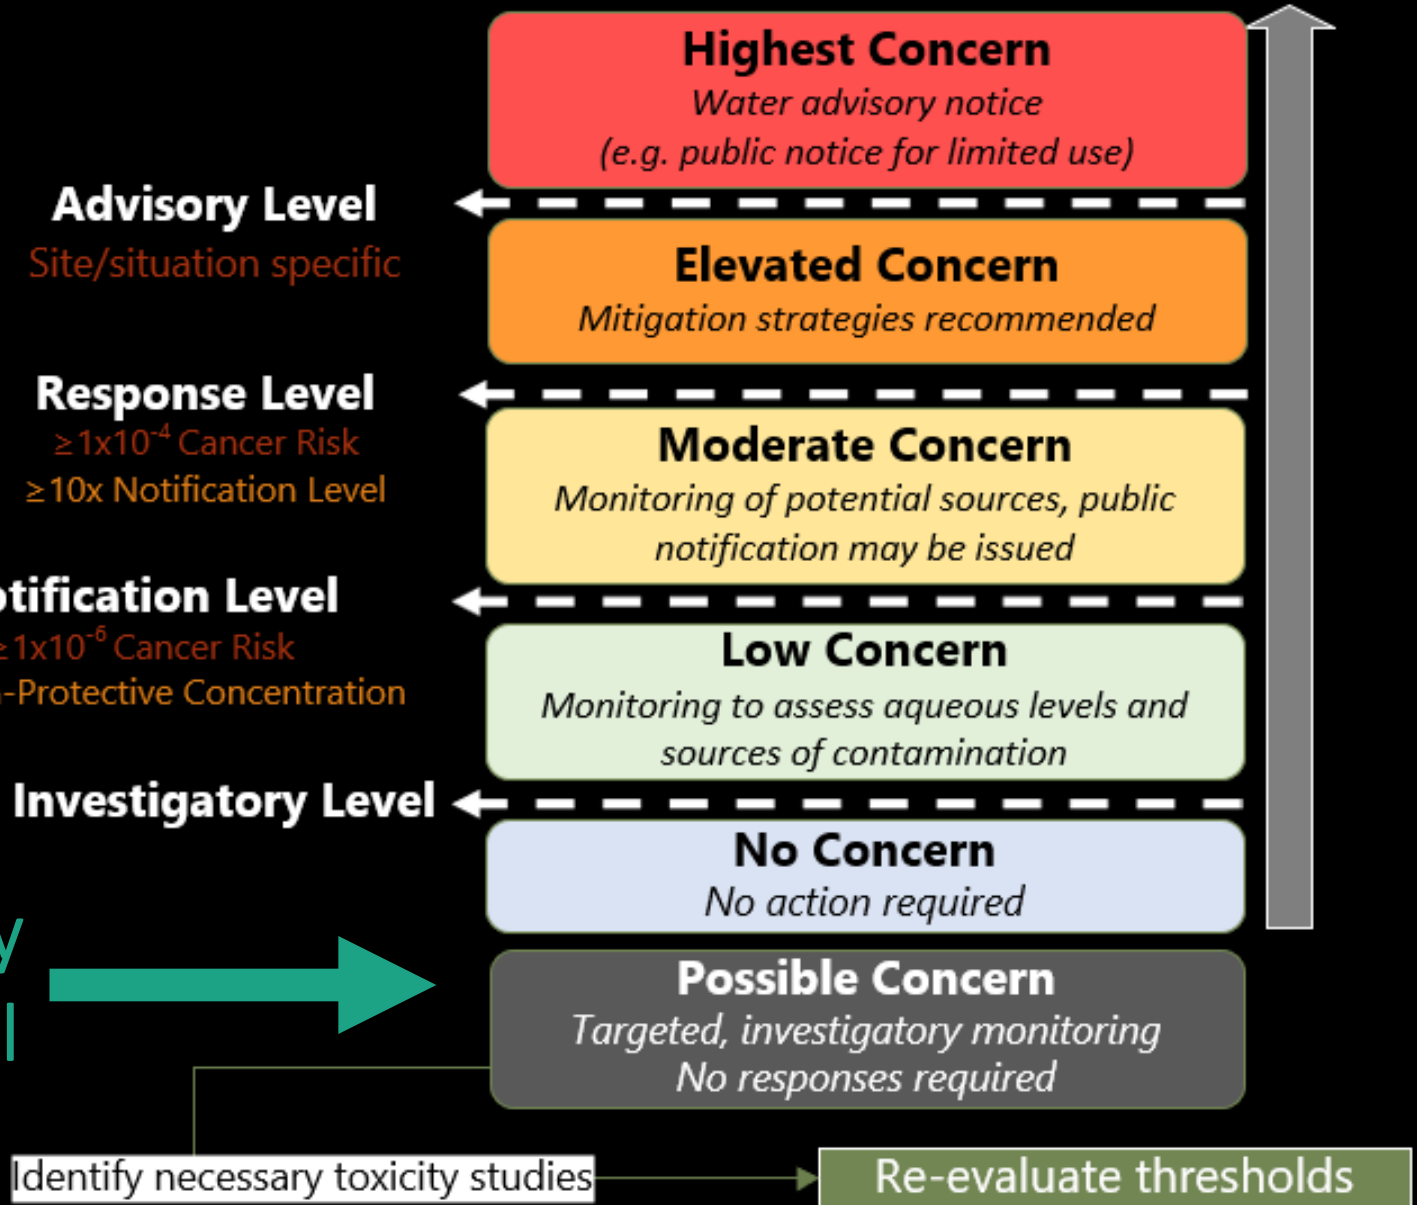 Highest Concern
Water advisory notice
(e.g. public notice for limited use)
Advisory Level
Site/situation specific
Elevated Concern
Mitigation strategies recommended
Response Level
≥1x10⁻⁴ Cancer Risk
≥10x Notification Level
Moderate Concern
Monitoring of potential sources, public
notification may be issued
otification Level
≥1x10⁻⁶ Cancer Risk
-Protective Concentration
Low Concern
Monitoring to assess aqueous levels and
sources of contamination
Investigatory Level
No Concern
No action required
y
l
Possible Concern
Targeted, investigatory monitoring
No responses required
Identify necessary toxicity studies
Re-evaluate thresholds